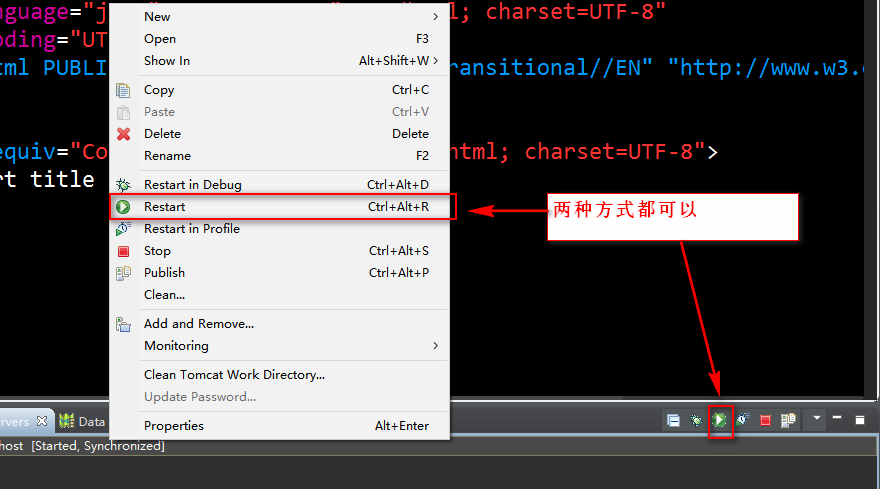 nguage="j
ml; charset=UTF-8"
oding="UT
tml PUBLI
ransitional//EN" "http://www.w3.
equiv="Co
html; charset=UTF-8">
rt title
New
Open F3
Show In Alt+Shift+W
Copy Ctrl+C
Paste Ctrl+V
Delete Delete
Rename F2
Restart in Debug Ctrl+Alt+D
Restart Ctrl+Alt+R
两种方式都可以
Restart in Profile
Stop Ctrl+Alt+S
Publish Ctrl+Alt+P
Clean...
Add and Remove...
Monitoring
Clean Tomcat Work Directory...
Update Password...
Properties Alt+Enter
rvers Data
host [Started, Synchronized]